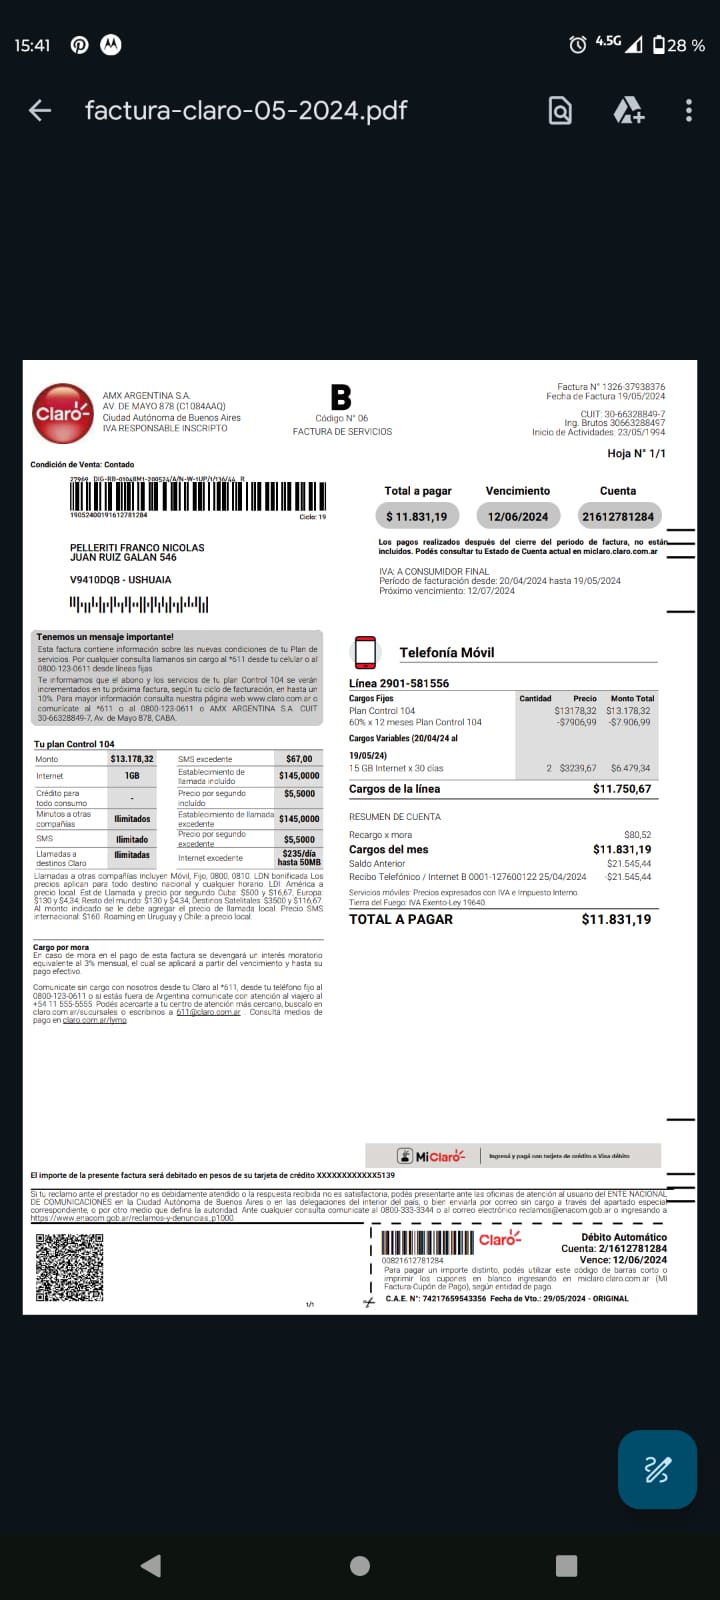 15:41
4.5G
28 %
factura-claro-05-2024.pdf
Claro
AMX ARGENTINA S.A.
AV. DE MAYO 878 (C1084AAQ)
Ciudad Autónoma de Buenos Aires
IVA RESPONSABLE INSCRIPTO
B
Código N° 06
FACTURA DE SERVICIOS
Factura N° 1326-37938376
Fecha de Factura 19/05/2024
CUIT: 30-66328849-7
Ing. Brutos 30663288497
Inicio de Actividades: 23/05/1994
Hoja N° 1/1
Condición de Venta: Contado
19052400191612781284
Ciclo: 19
Total a pagar
Vencimiento
Cuenta
$ 11.831,19
12/06/2024
21612781284
Los pagos realizados después del cierre del periodo de factura, no están
incluidos. Podés consultar tu Estado de Cuenta actual en miclaro.claro.com.ar
PELLERITI FRANCO NICOLAS
JUAN RUIZ GALAN 546
V9410DQB - USHUAIA
IVA: A CONSUMIDOR FINAL
Período de facturación desde: 20/04/2024 hasta 19/05/2024
Próximo vencimiento: 12/07/2024
Tenemos un mensaje importante!
Esta factura contiene información sobre las nuevas condiciones de tu Plan de
servicios. Por cualquier consulta llamanos sin cargo al *611 desde tu celular o al
0800-123-0611 desde líneas fijas.
Te informamos que el abono y los servicios de tu plan Control 104 se verán
incrementados en tu próxima factura, según tu ciclo de facturación, en hasta un
10%. Para mayor información consulta nuestra página web www.claro.com.ar o
comunícate al *611 o al 0800-123-0611 o AMX ARGENTINA S.A. CUIT
30-66328849-7, Av. de Mayo 878, CABA.
Telefonía Móvil
Línea 2901-581556
Cargos Fijos Cantidad Precio Monto Total
Plan Control 104 $13178,32 $13.178,32
60% x 12 meses Plan Control 104 -$7906,99 -$7.906,99
Cargos Variables (20/04/24 al
19/05/24)
15 GB Internet x 30 días 2 $3239,67 $6.479,34
Cargos de la línea $11.750,67
RESUMEN DE CUENTA
Recargo x mora $80,52
Cargos del mes $11.831,19
Saldo Anterior $21.545,44
Recibo Telefónico / Internet B 0001-127600122 25/04/2024 -$21.545,44
Servicios móviles: Precios expresados con IVA e Impuesto Interno.
Tierra del Fuego: IVA Exento-Ley 19640.
TOTAL A PAGAR $11.831,19
Tu plan Control 104
Monto $13.178,32 SMS excedente $67,00
Internet 1GB Establecimiento de llamada incluído $145,0000
Crédito para todo consumo - Precio por segundo incluído $5,5000
Minutos a otras compañías Ilimitados Establecimiento de llamada excedente $145,0000
SMS Ilimitado Precio por segundo excedente $5,5000
Llamadas a destinos Claro Ilimitadas Internet excedente $235/día hasta 50MB
Llamadas a otras compañías incluyen Móvil, Fijo, 0800, 0810. LDN bonificada Los
precios aplican para todo destino nacional y cualquier horario. LDI: América a
precio local. Est de Llamada y precio por segundo Cuba: $500 y $16,67, Europa:
$130 y $4,34; Resto del mundo: $130 y $4,34; Destinos Satelitales: $3500 y $116,67
Al monto indicado se le debe agregar el precio de llamada local. Precio SMS
internacional: $160. Roaming en Uruguay y Chile: a precio local.
Cargo por mora
En caso de mora en el pago de esta factura se devengará un interés moratorio
equivalente al 3% mensual, el cual se aplicará a partir del vencimiento y hasta su
pago efectivo.
Comunicate sin cargo con nosotros desde tu Claro al *611, desde tu teléfono fijo al
0800-123-0611 o si estás fuera de Argentina comunicate con atención al viajero al
+54 11 555-5555. Podés acercarte a tu centro de atención más cercano, buscalo en
claro.com.ar/sucursales o escribinos a 611@claro.com.ar . Consultá medios de
pago en claro.com.ar/lymp
MiClaro
Ingresá y pagá con tarjeta de crédito o Visa débito
El importe de la presente factura será debitado en pesos de su tarjeta de crédito XXXXXXXXXXXX5139
Si tu reclamo ante el prestador no es debidamente atendido o la respuesta recibida no es satisfactoria, podés presentarte ante las oficinas de atención al usuario del ENTE NACIONAL
DE COMUNICACIONES en la Ciudad Autónoma de Buenos Aires o en las delegaciones del interior del país, o bien enviarla por correo sin cargo a través del apartado especial
correspondiente, o por otro medio que defina la autoridad. Ante cualquier consulta comunicate al 0800-333-3344 o al correo electrónico reclamos@enacom.gob.ar o ingresando a
https://www.enacom.gob.ar/reclamos-y-denuncias_p1000.
Claro
00821612781284
Débito Automático
Cuenta: 2/1612781284
Vence: 12/06/2024
Para pagar un importe distinto, podés utilizar este código de barras corto o
imprimir los cupones en blanco ingresando en miclaro.claro.com.ar (Mi
Factura-Cupón de Pago), según entidad de pago.
C.A.E. N°: 74217659543356 Fecha de Vto.: 29/05/2024 - ORIGINAL
1/1